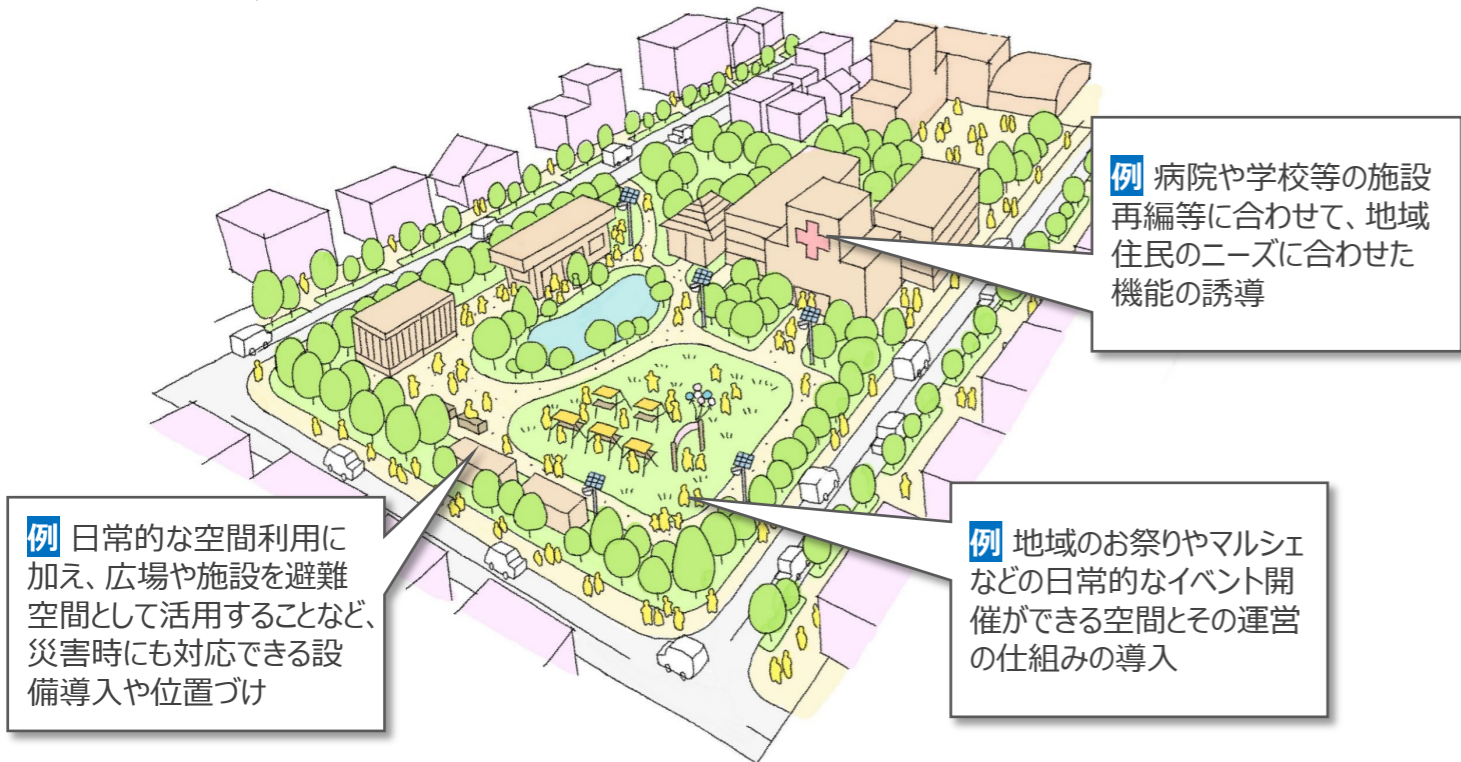 例 病院や学校等の施設
再編等に合わせて、地域
住民のニーズに合わせた
機能の誘導
例 日常的な空間利用に
加え、広場や施設を避難
空間として活用することなど、
災害時にも対応できる設
備導入や位置づけ
例 地域のお祭りやマルシェ
などの日常的なイベント開
催ができる空間とその運営
の仕組みの導入